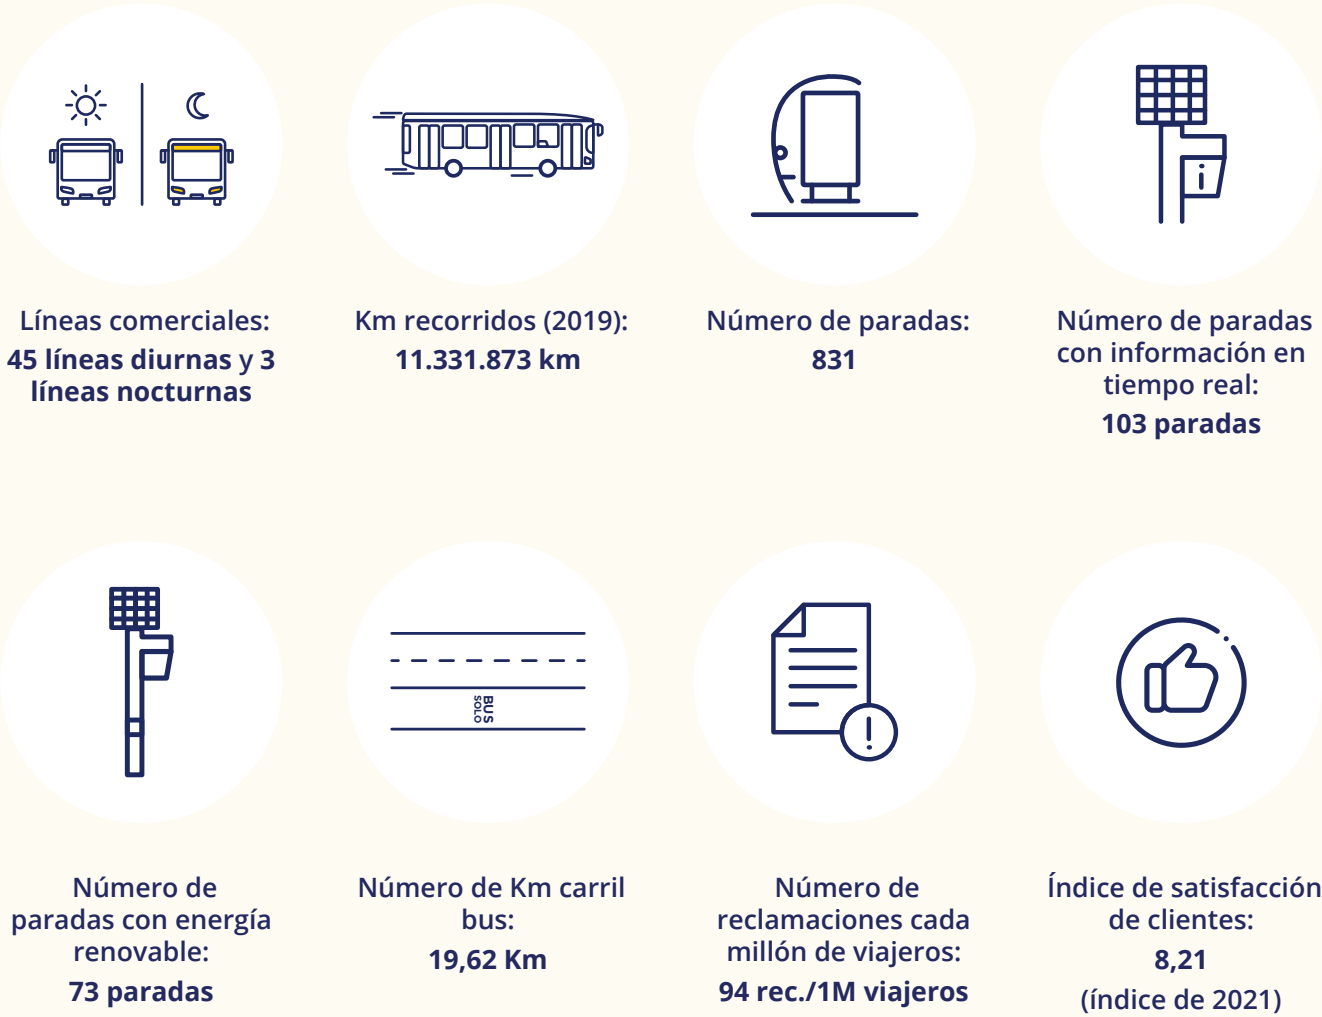 Líneas comerciales:
45 líneas diurnas y 3
líneas nocturnas
Km recorridos (2019):
11.331.873 km
Número de paradas:
831
i
Número de paradas
con información en
tiempo real:
103 paradas
Número de
paradas con energía
renovable:
73 paradas
BUS
SOLO
Número de Km carril
bus:
19,62 Km
!
Número de
reclamaciones cada
millón de viajeros:
94 rec./1M viajeros
Índice de satisfacción
de clientes:
8,21
(índice de 2021)